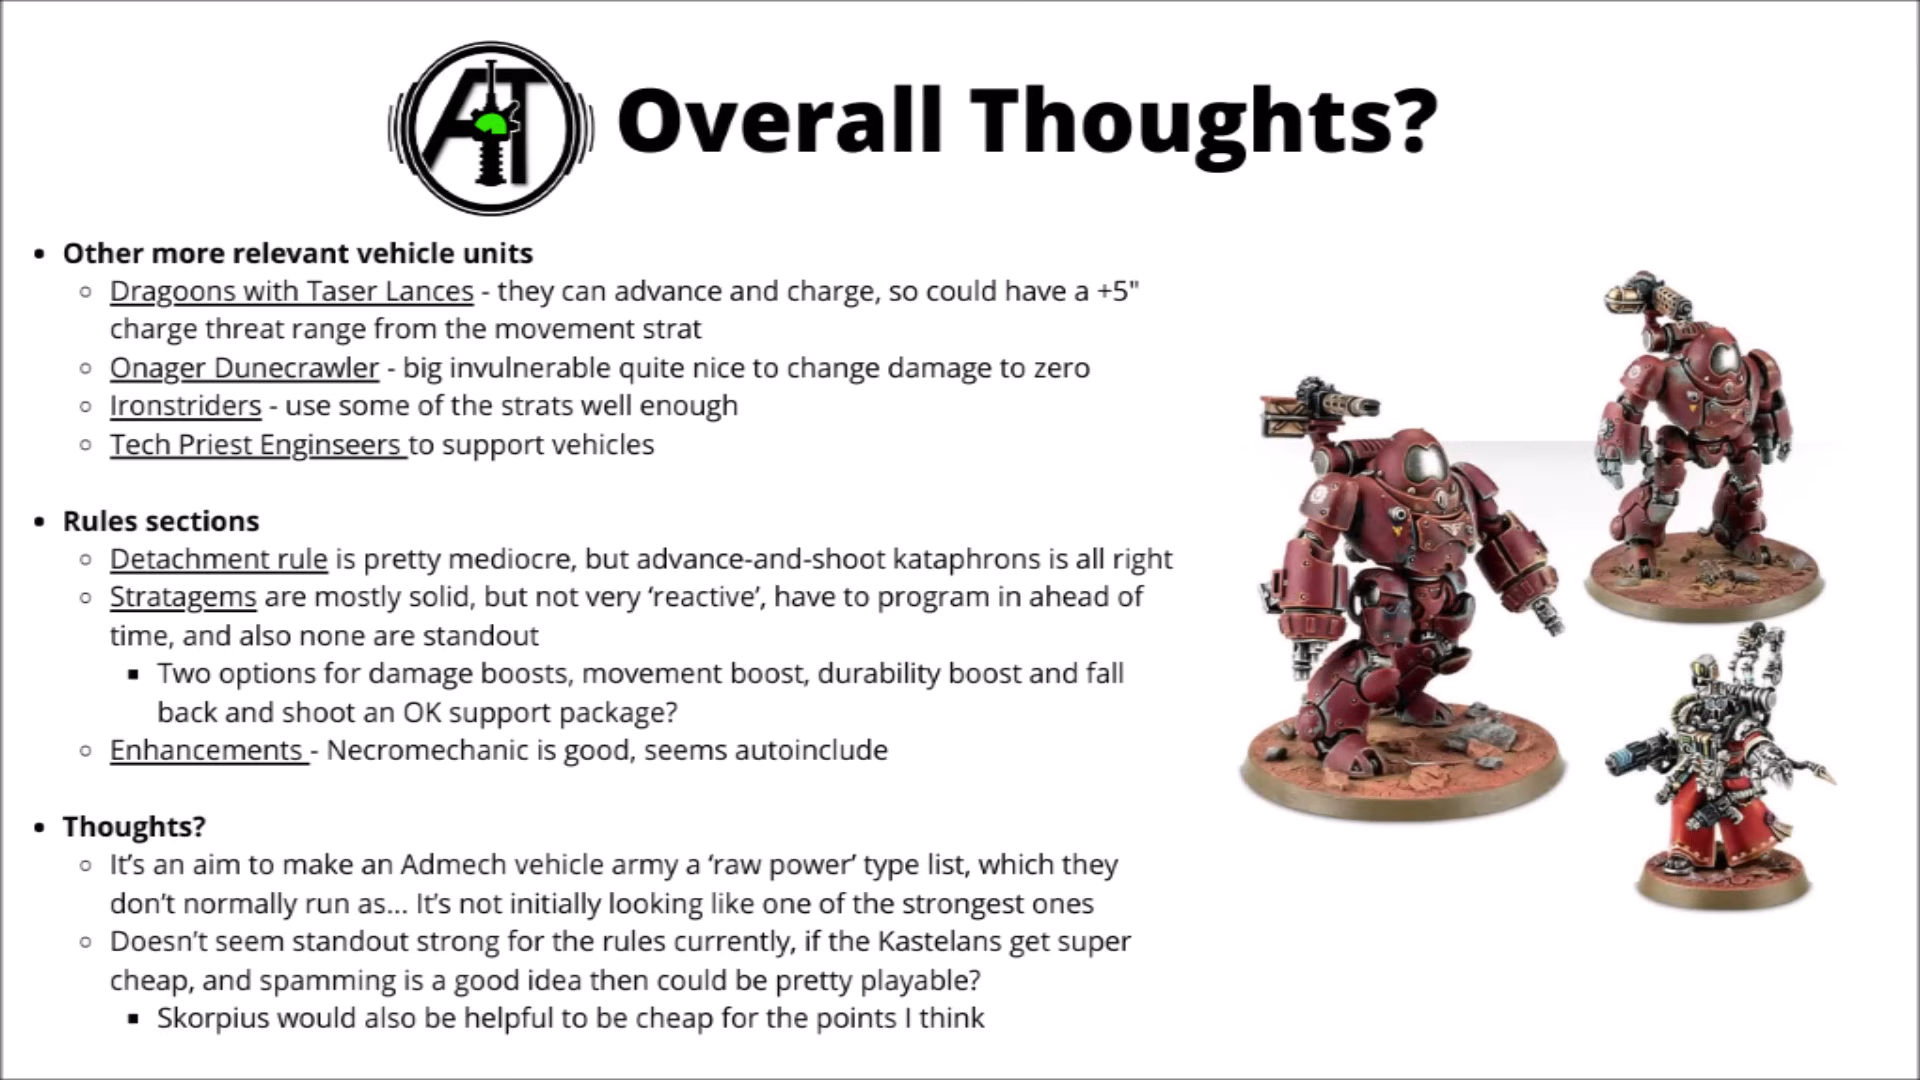 AT
Overall Thoughts?
• Other more relevant vehicle units
◦ Dragoons with Taser Lances - they can advance and charge, so could have a +5"
charge threat range from the movement strat
◦ Onager Dunecrawler - big invulnerable quite nice to change damage to zero
◦ Ironstriders - use some of the strats well enough
◦ Tech Priest Enginseers to support vehicles
• Rules sections
◦ Detachment rule is pretty mediocre, but advance-and-shoot kataphrons is all right
◦ Stratagems are mostly solid, but not very ‘reactive’, have to program in ahead of
time, and also none are standout
▪ Two options for damage boosts, movement boost, durability boost and fall
back and shoot an OK support package?
◦ Enhancements - Necromechanic is good, seems autoinclude
• Thoughts?
◦ It’s an aim to make an Admech vehicle army a ‘raw power’ type list, which they
don’t normally run as... It’s not initially looking like one of the strongest ones
◦ Doesn’t seem standout strong for the rules currently, if the Kastelans get super
cheap, and spamming is a good idea then could be pretty playable?
▪ Skorpius would also be helpful to be cheap for the points I think